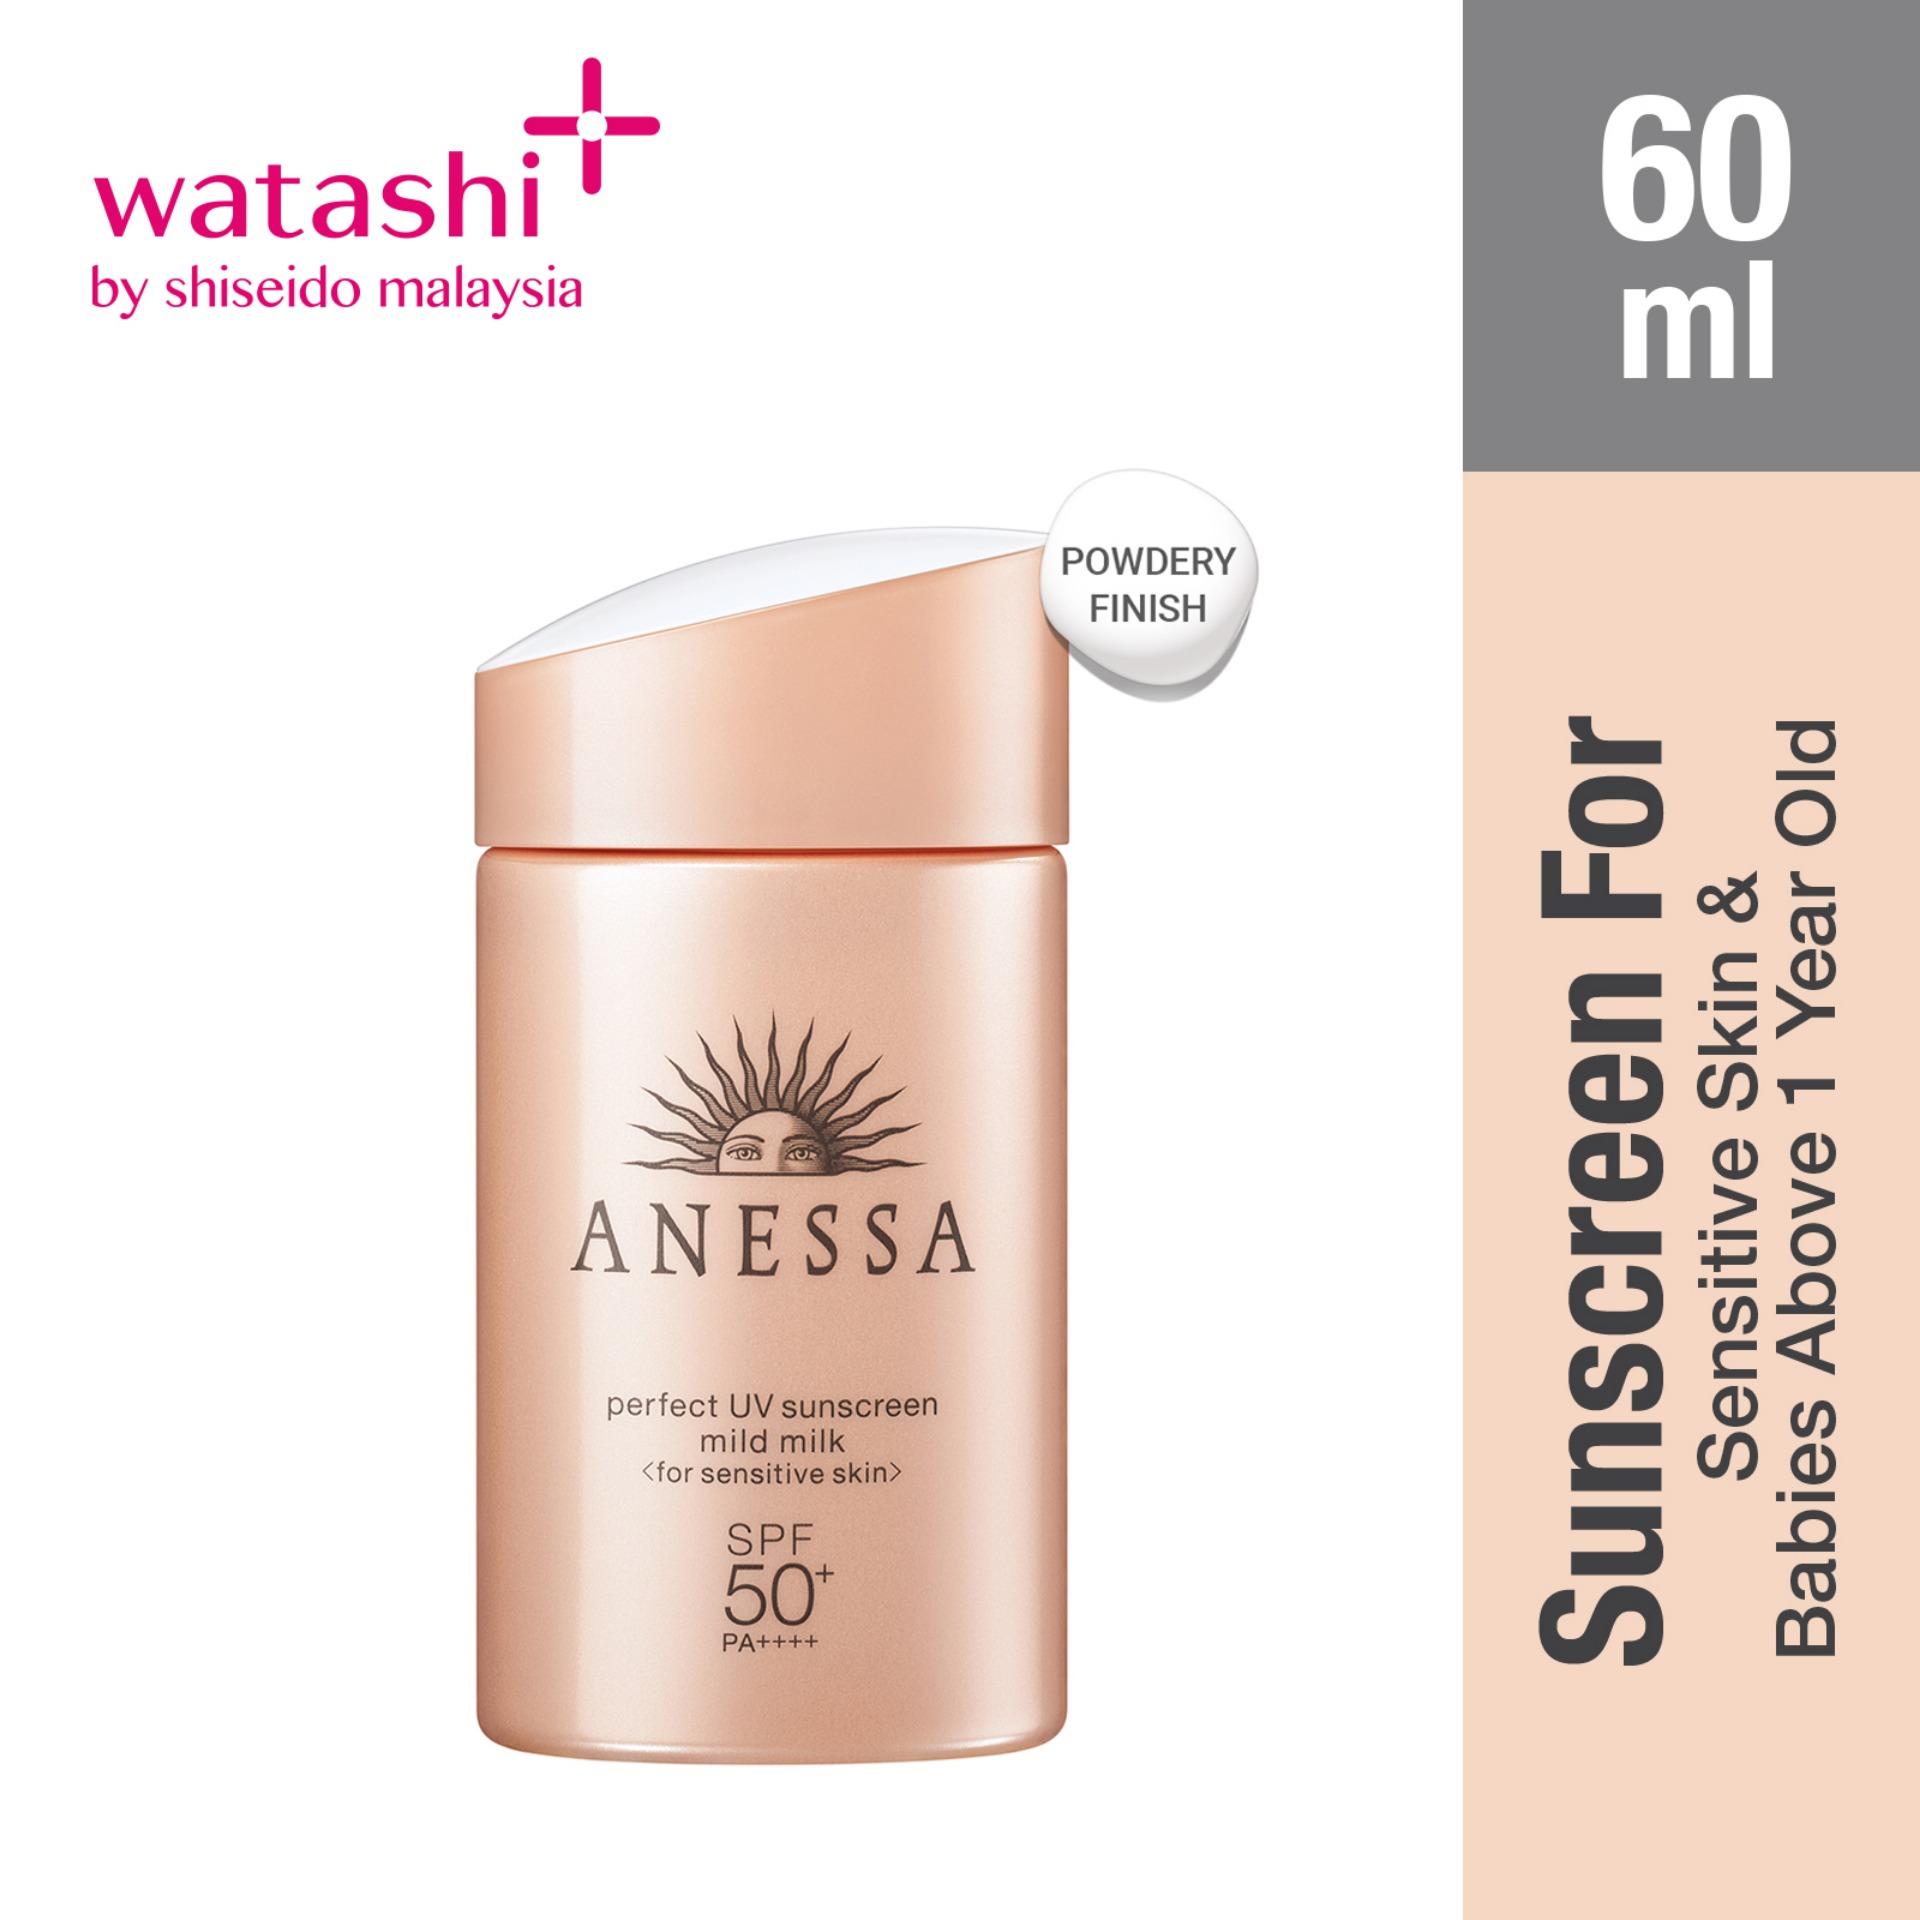 watashi+
by shiseido malaysia
60
ml
POWDERY
FINISH
ANESSA
perfect UV sunscreen
mild milk
<for sensitive skin>
SPF
50+
PA++++
Sunscreen For
Sensitive Skin &
Babies Above 1 Year Old